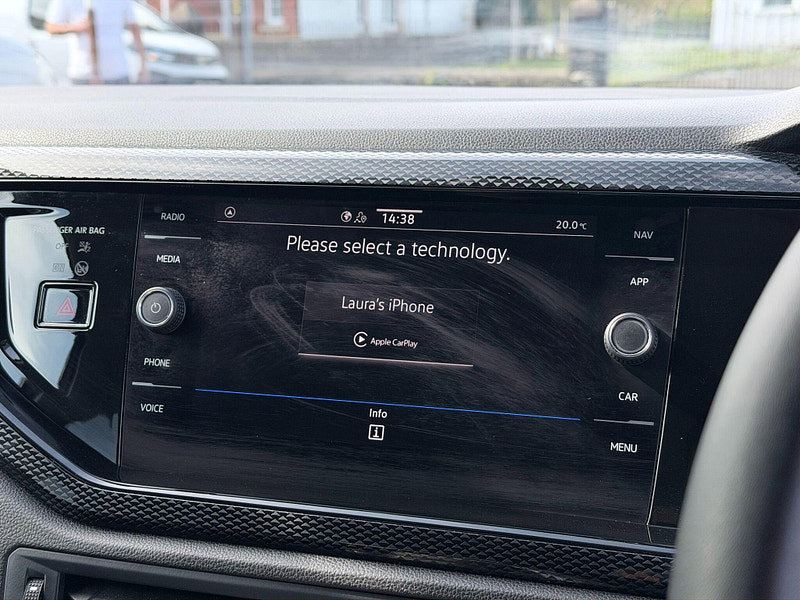 PASSENGER AIR BAG
OFF
ON
RADIO
MEDIA
PHONE
VOICE
14:38
20.0°C
Please select a technology.
Laura's iPhone
Apple CarPlay
Info
i
NAV
APP
CAR
MENU